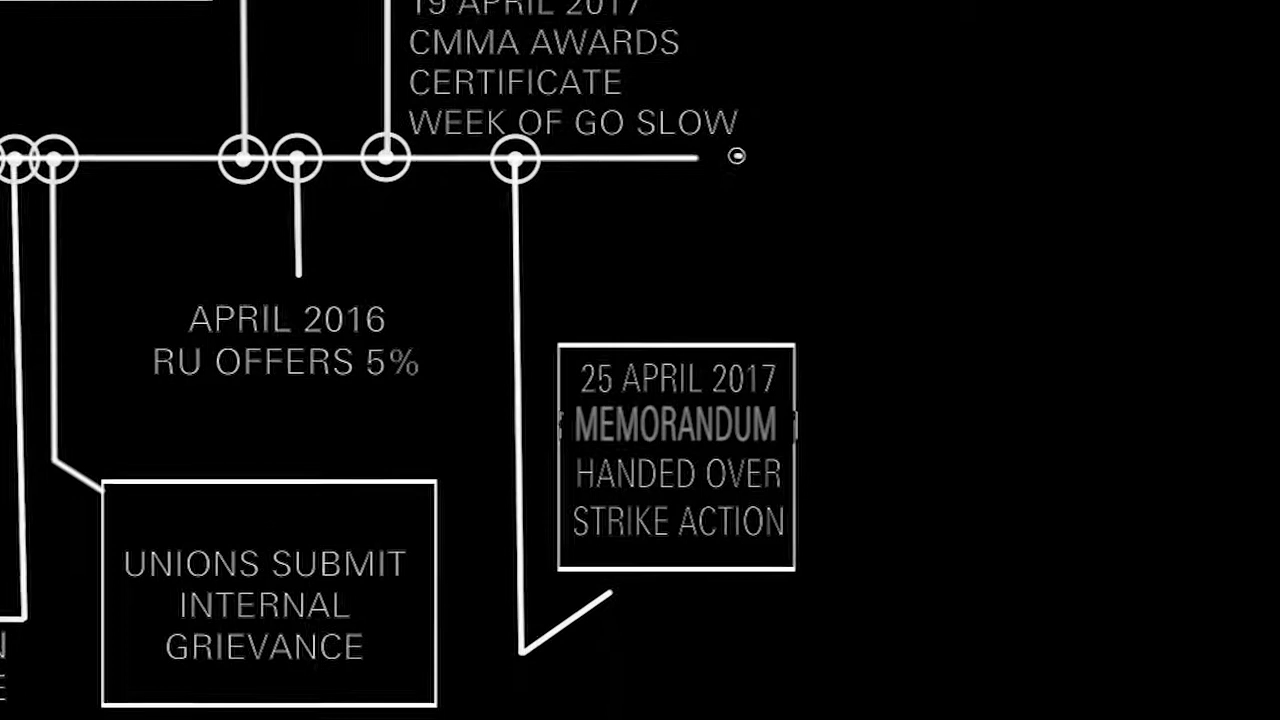 19 APRIL 2017
CMMA AWARDS
CERTIFICATE
WEEK OF GO SLOW
APRIL 2016
RU OFFERS 5%
25 APRIL 2017
MEMORANDUM
HANDED OVER
STRIKE ACTION
UNIONS SUBMIT
INTERNAL
GRIEVANCE